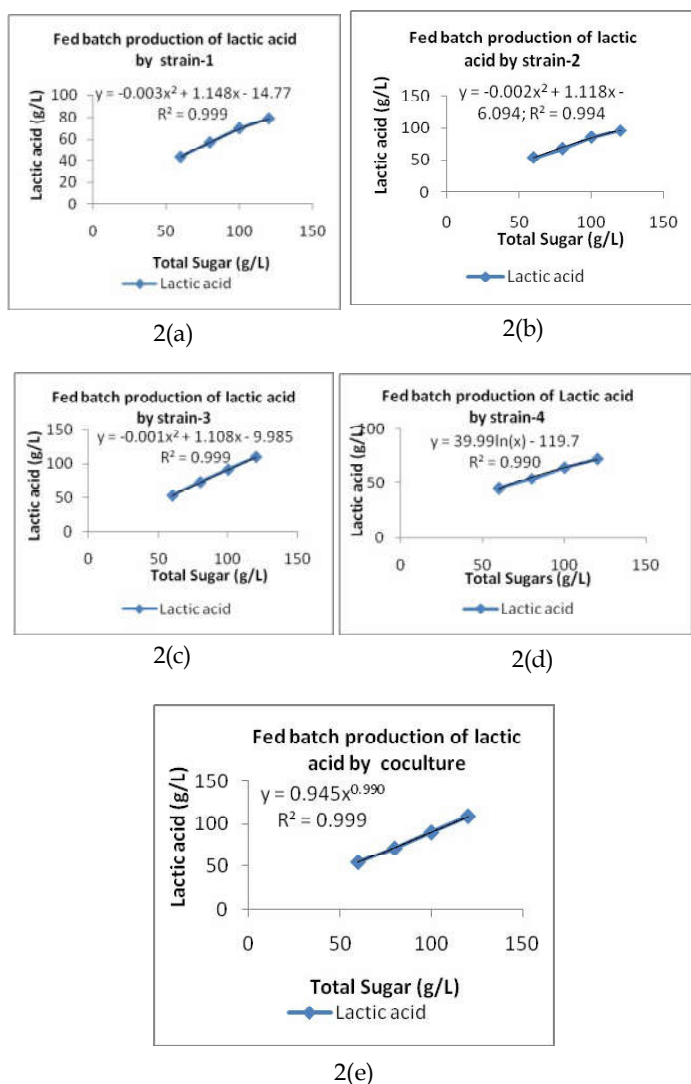 Fed batch production of lactic acid
by strain-1
y = -0.003x² + 1.148x - 14.77
R² = 0.999
Lactic acid (g/L)
100
80
60
40
20
0
0 50 100 150
Total Sugar (g/L)
Lactic acid
2(a)
Fed batch production of lactic
acid by strain-2
y = -0.002x² + 1.118x -
6.094; R² = 0.994
Lactic acid (g/L)
150
100
50
0
0 50 100 150
Total Sugar (g/L)
Lactic acid
2(b)
Fed batch production of lactic acid
by strain-3
y = -0.001x² + 1.108x - 9.985
R² = 0.999
Lactic acid (g/L)
150
100
50
0
0 50 100 150
Total Sugar (g/L)
Lactic acid
2(c)
Fed batch production of Lactic acid
by strain-4
y = 39.99ln(x) - 119.7
R² = 0.990
Lactic acid (g/L)
100
50
0
0 50 100 150
Total Sugars (g/L)
Lactic acid
2(d)
Fed batch production of lactic
acid by coculture
y = 0.945x⁰·⁹⁹⁰
R² = 0.999
Lactic acid (g/L)
150
100
50
0
0 50 100 150
Total Sugar (g/L)
Lactic acid
2(e)